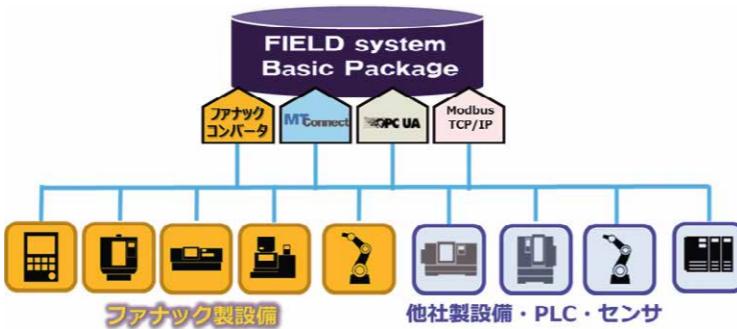 FIELD system
Basic Package
ファナック
コンバータ
MTConnect
OPC UA
Modbus
TCP/IP
ファナック製設備
他社製設備・PLC・センサ